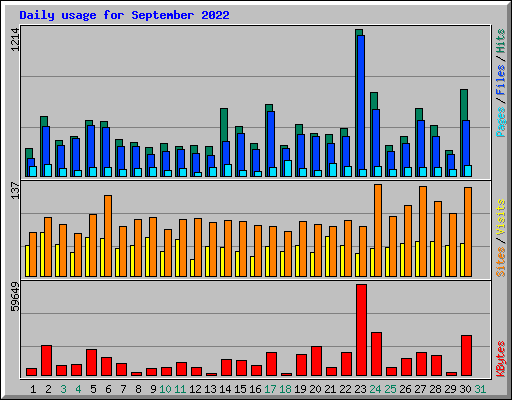 Daily usage for September 2022
1214
Pages / Files / Hits
137
Sites / Visits
59649
KBytes
1 2 3 4 5 6 7 8 9 10 11 12 13 14 15 16 17 18 19 20 21 22 23 24 25 26 27 28 29 30 31